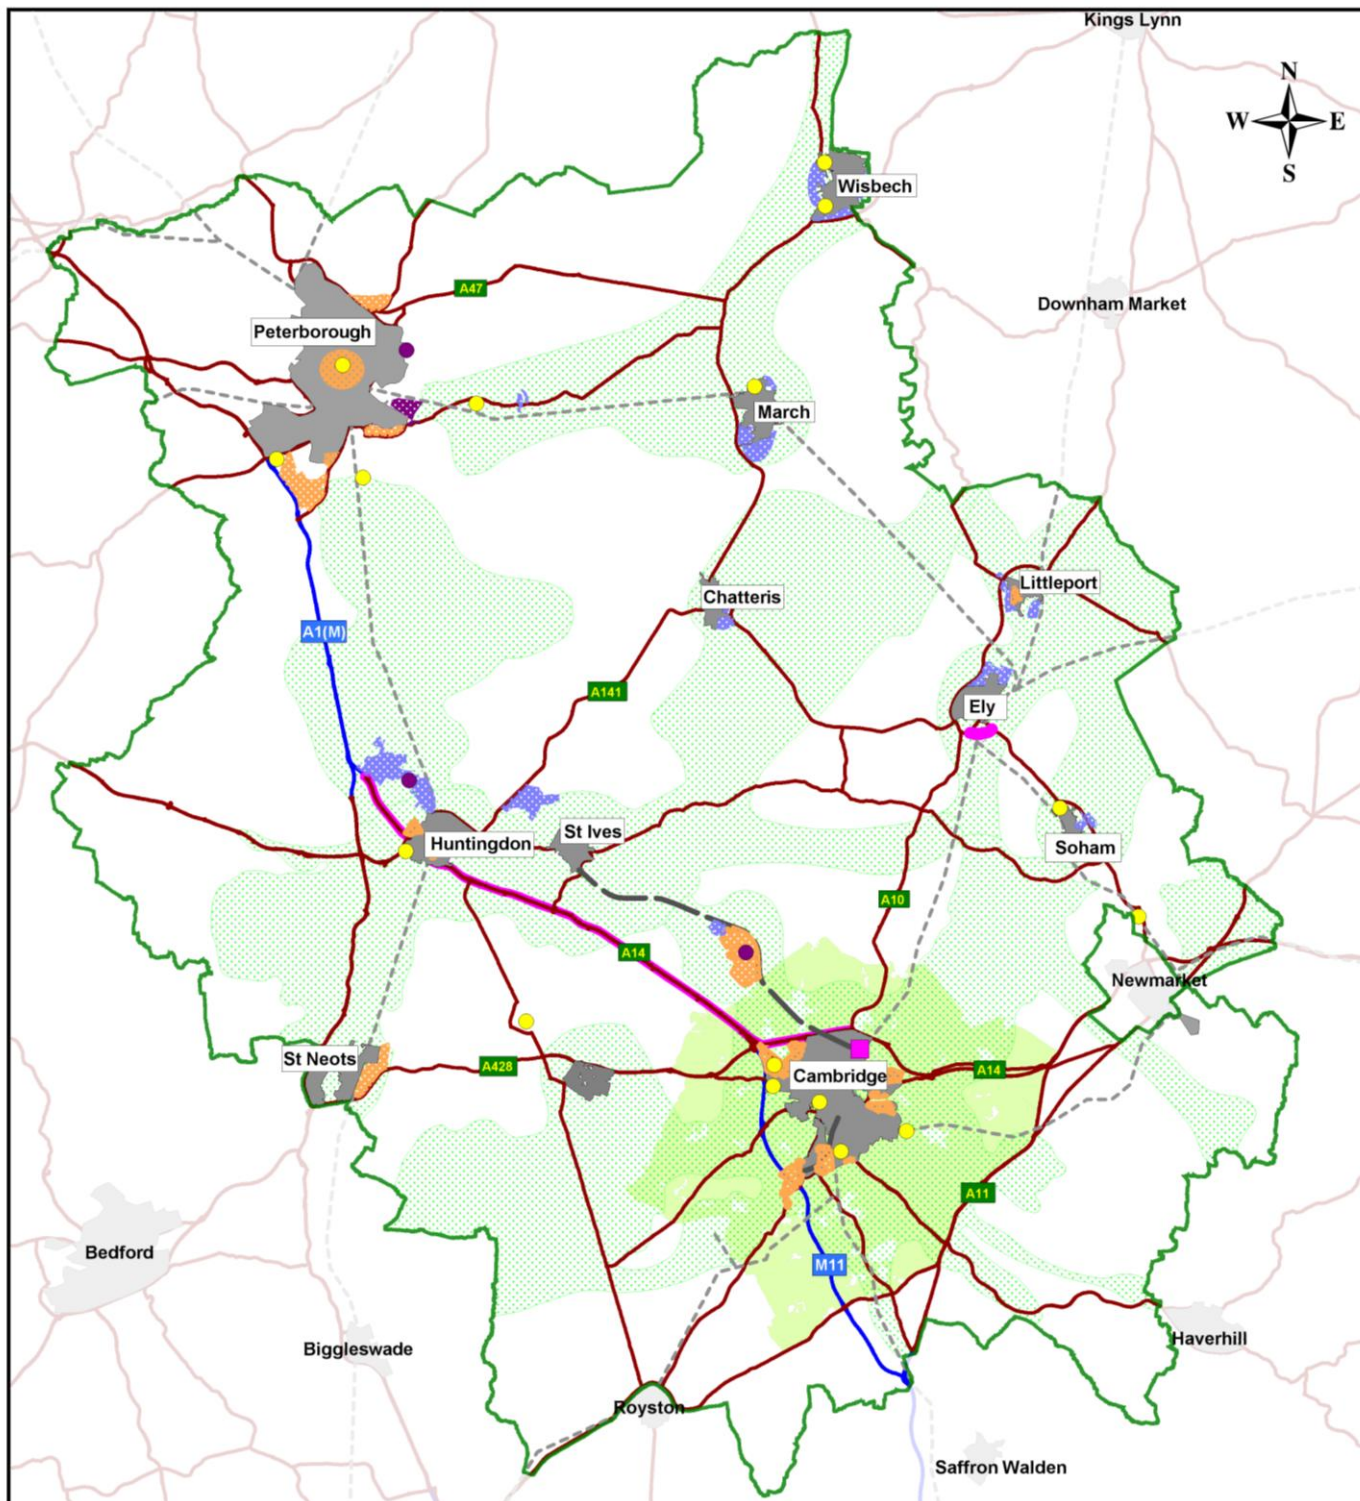 Kings Lynn
N
W
E
S
Wisbech
A47
Downham Market
Peterborough
March
Littleport
Chatteris
A1(M)
A141
Ely
St Ives
Huntingdon
Soham
A10
A14
Newmarket
St Neots
A428
A14
Cambridge
A11
Bedford
M11
Haverhill
Biggleswade
Royston
Saffron Walden